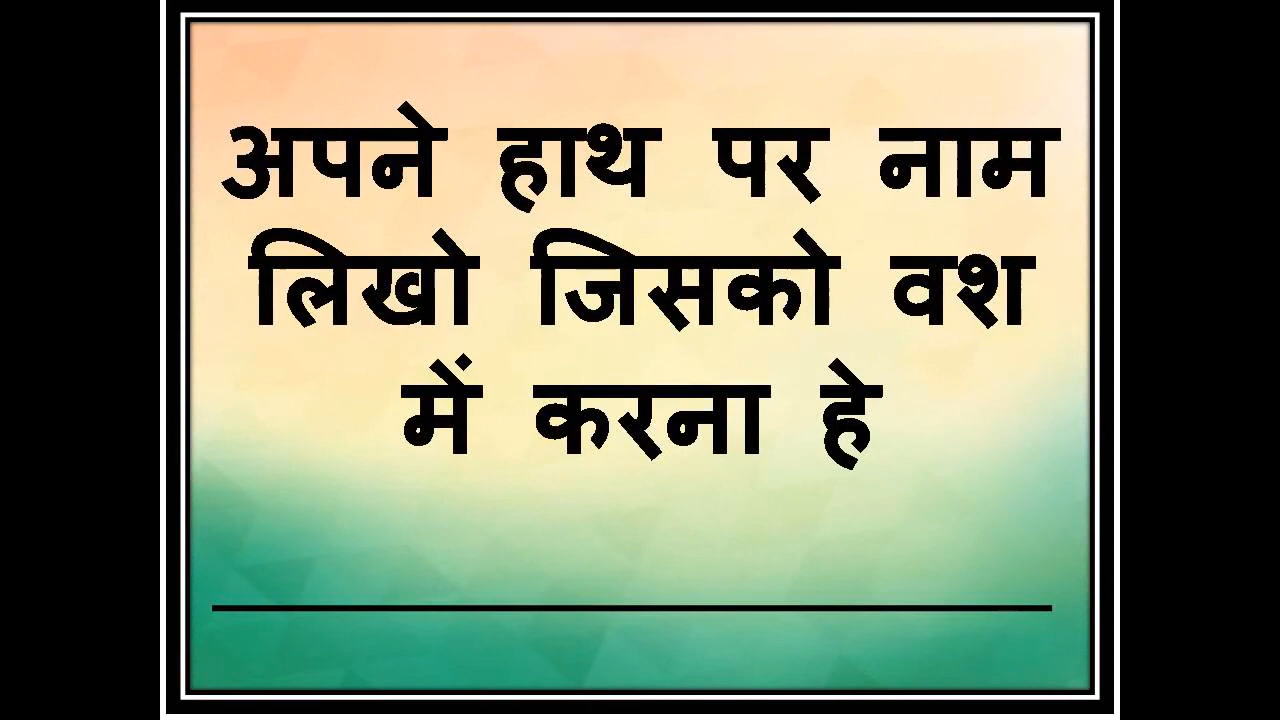 अपने हाथ पर नाम
लिखो जिसको वश
में करना हे